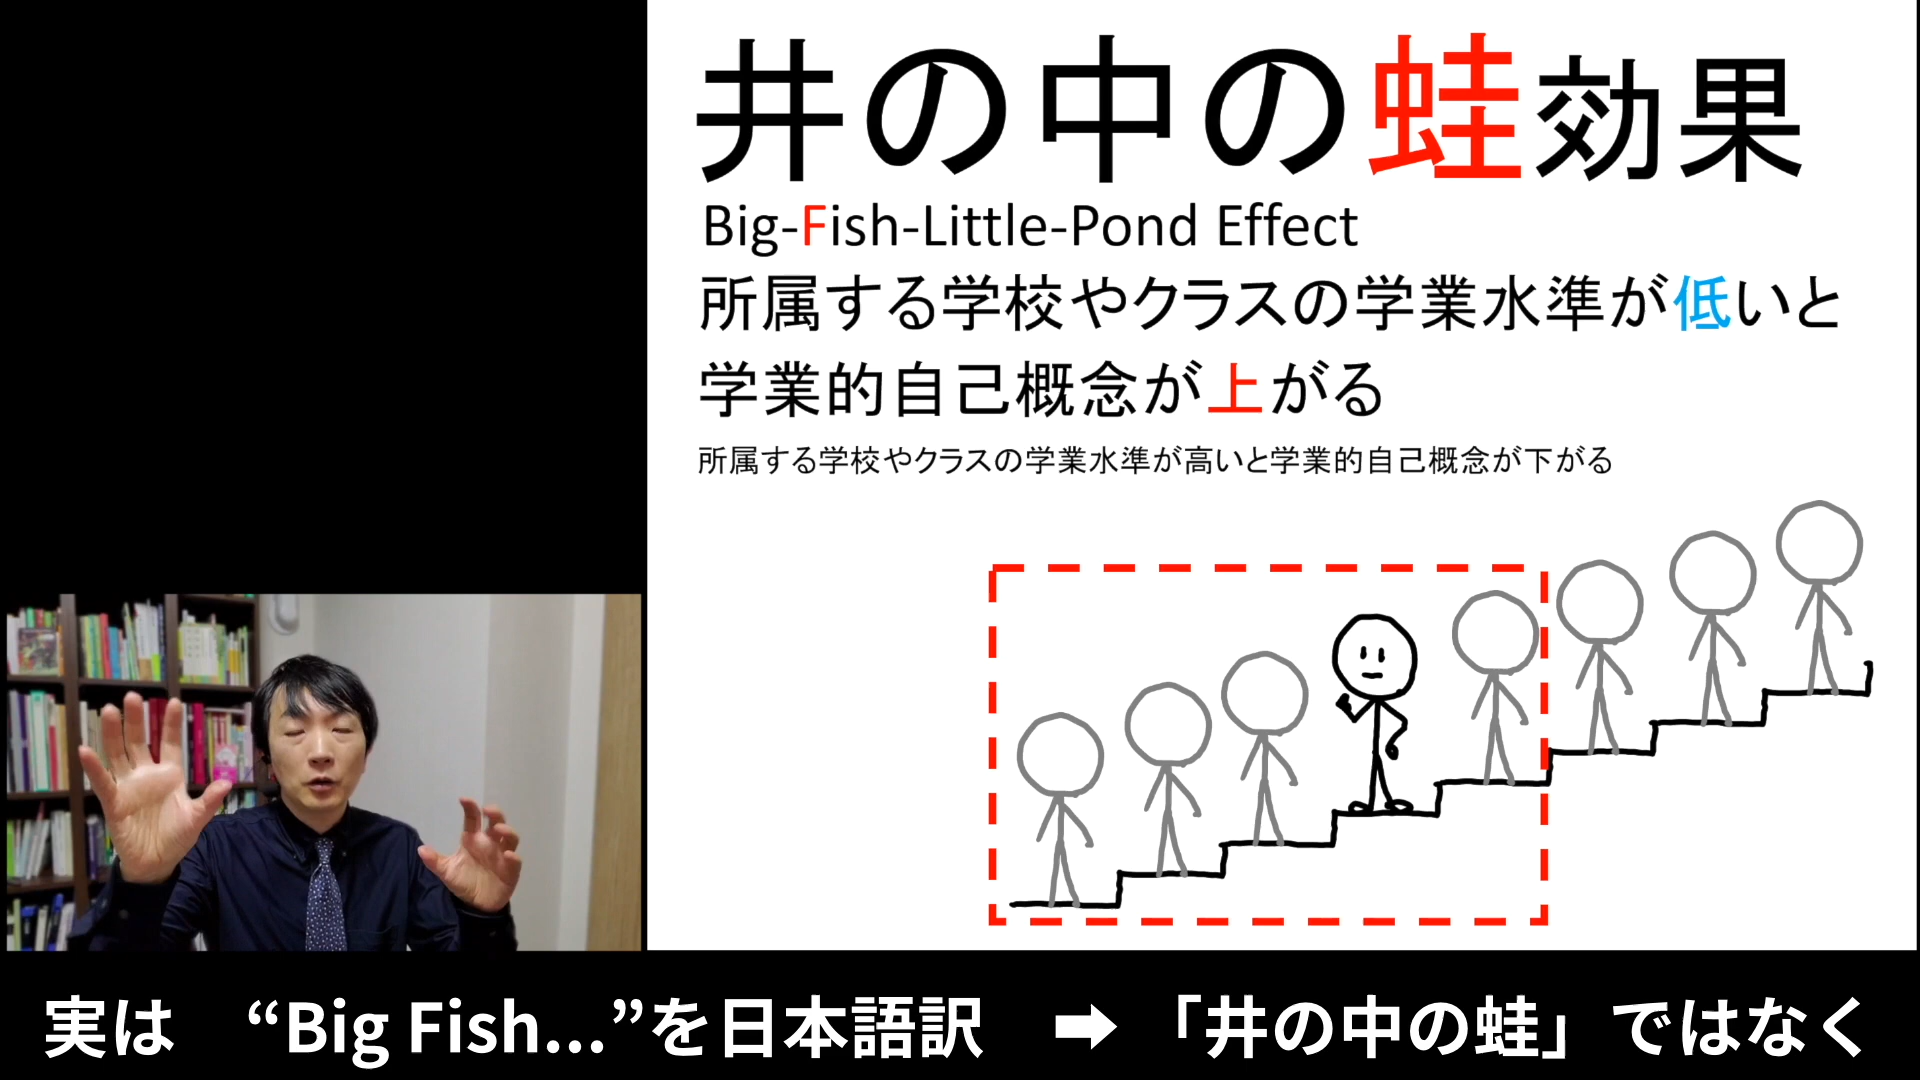 井の中の蛙効果
Big-Fish-Little-Pond Effect
所属する学校やクラスの学業水準が低いと
学業的自己概念が上がる
所属する学校やクラスの学業水準が高いと学業的自己概念が下がる
実は　“Big Fish...”を日本語訳　➡「井の中の蛙」ではなく